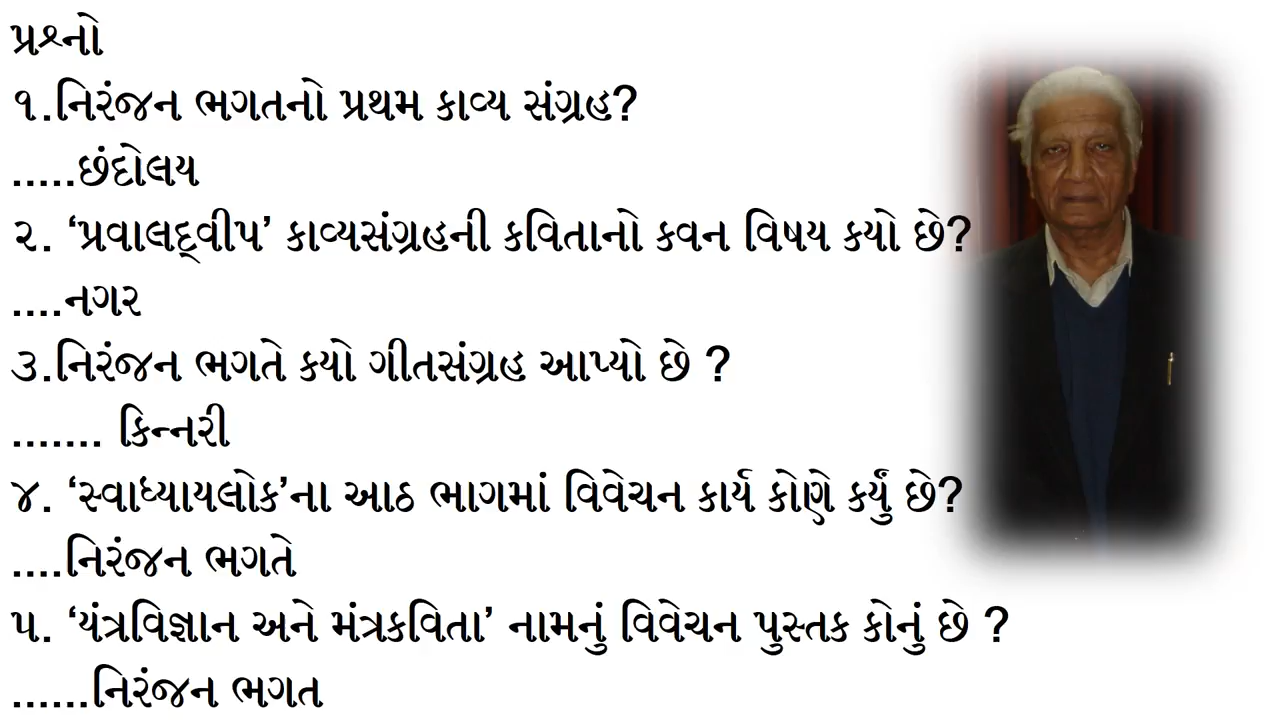 પ્રશ્નો
૧.નિરંજન ભગતનો પ્રથમ કાવ્ય સંગ્રહ?
.....છંદોલય
૨. ‘પ્રવાલદ્વીપ’ કાવ્યસંગ્રહની કવિતાનો કવન વિષય કયો છે?
....નગર
૩.નિરંજન ભગતે કયો ગીતસંગ્રહ આપ્યો છે ?
....... કિન્નરી
૪. ‘સ્વાધ્યાયલોક’ના આઠ ભાગમાં વિવેચન કાર્ય કોણે કર્યું છે?
....નિરંજન ભગતે
૫. ‘યંત્રવિજ્ઞાન અને મંત્રકવિતા’ નામનું વિવેચન પુસ્તક કોનું છે ?
......નિરંજન ભગત